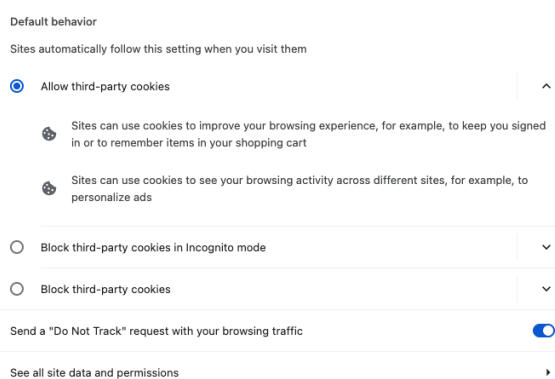 Default behavior
Sites automatically follow this setting when you visit them
Allow third-party cookies
Sites can use cookies to improve your browsing experience, for example, to keep you signed
in or to remember items in your shopping cart
Sites can use cookies to see your browsing activity across different sites, for example, to
personalize ads
Block third-party cookies in Incognito mode
Block third-party cookies
Send a "Do Not Track" request with your browsing traffic
See all site data and permissions